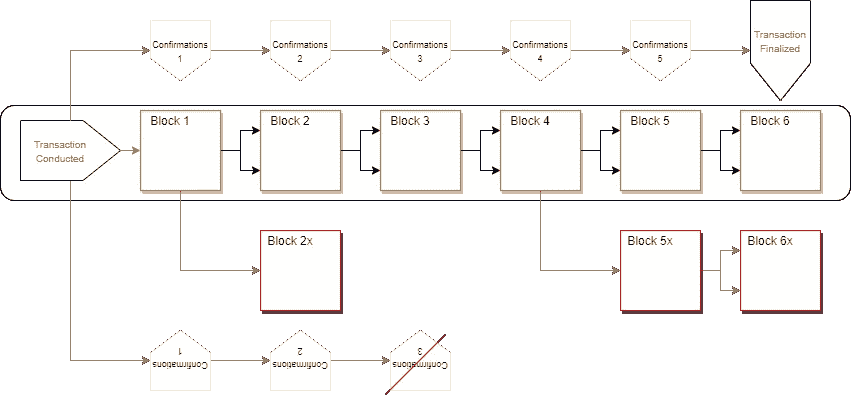 Confirmations
1
Confirmations
2
Confirmations
3
Confirmations
4
Confirmations
5
Transaction
Finalized
Transaction
Conducted
Block 1
Block 2
Block 3
Block 4
Block 5
Block 6
Block 2x
Block 5x
Block 6x
1
Confirmations
2
Confirmations
3
Confirmations